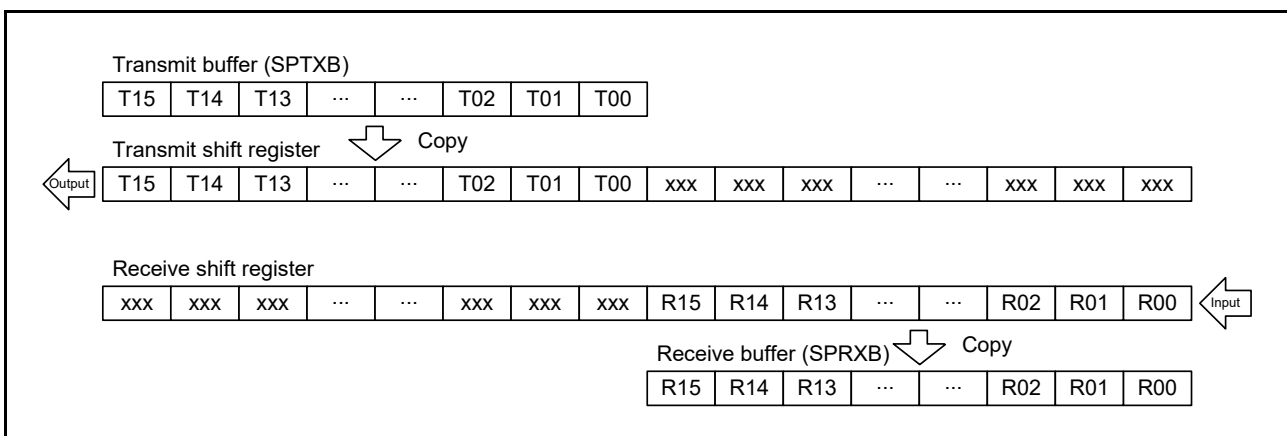 Transmit buffer (SPTXB)
T15 T14 T13 ... ... T02 T01 T00
Copy
Transmit shift register
Output T15 T14 T13 ... ... T02 T01 T00 xxx xxx xxx ... ... xxx xxx xxx
Receive shift register
xxx xxx xxx ... ... xxx xxx xxx R15 R14 R13 ... ... R02 R01 R00 Input
Copy
Receive buffer (SPRXB)
R15 R14 R13 ... ... R02 R01 R00